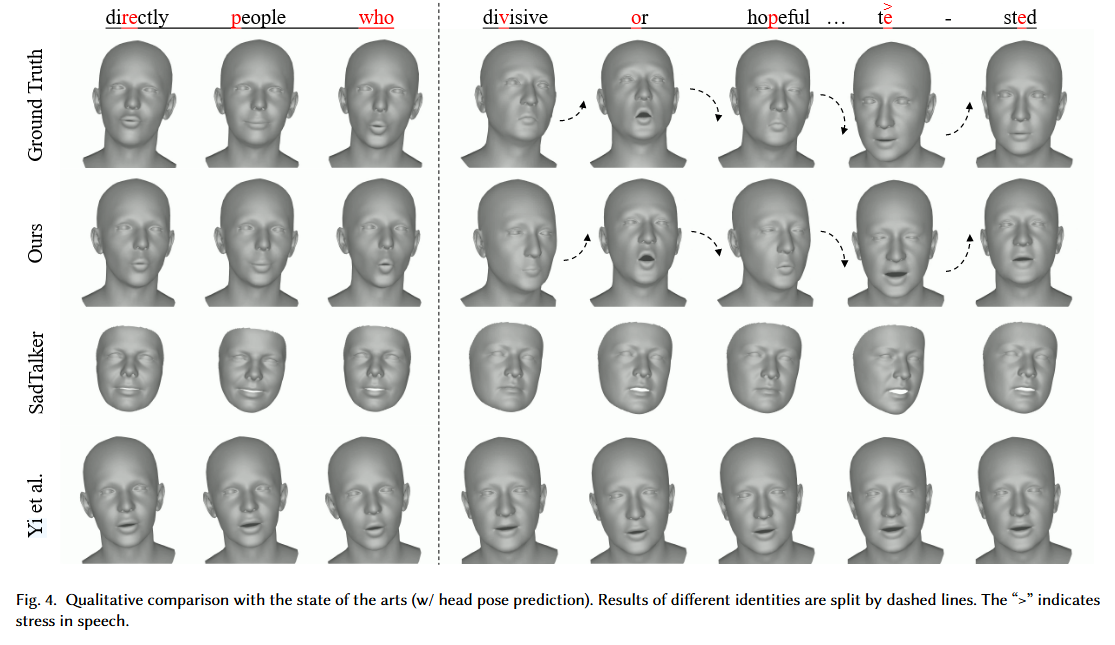 directly people who divisive or hopeful ... te - sted
>
Ground Truth
Ours
SadTalker
Yi et al.
Fig. 4. Qualitative comparison with the state of the arts (w/ head pose prediction). Results of different identities are split by dashed lines. The “>” indicates
stress in speech.